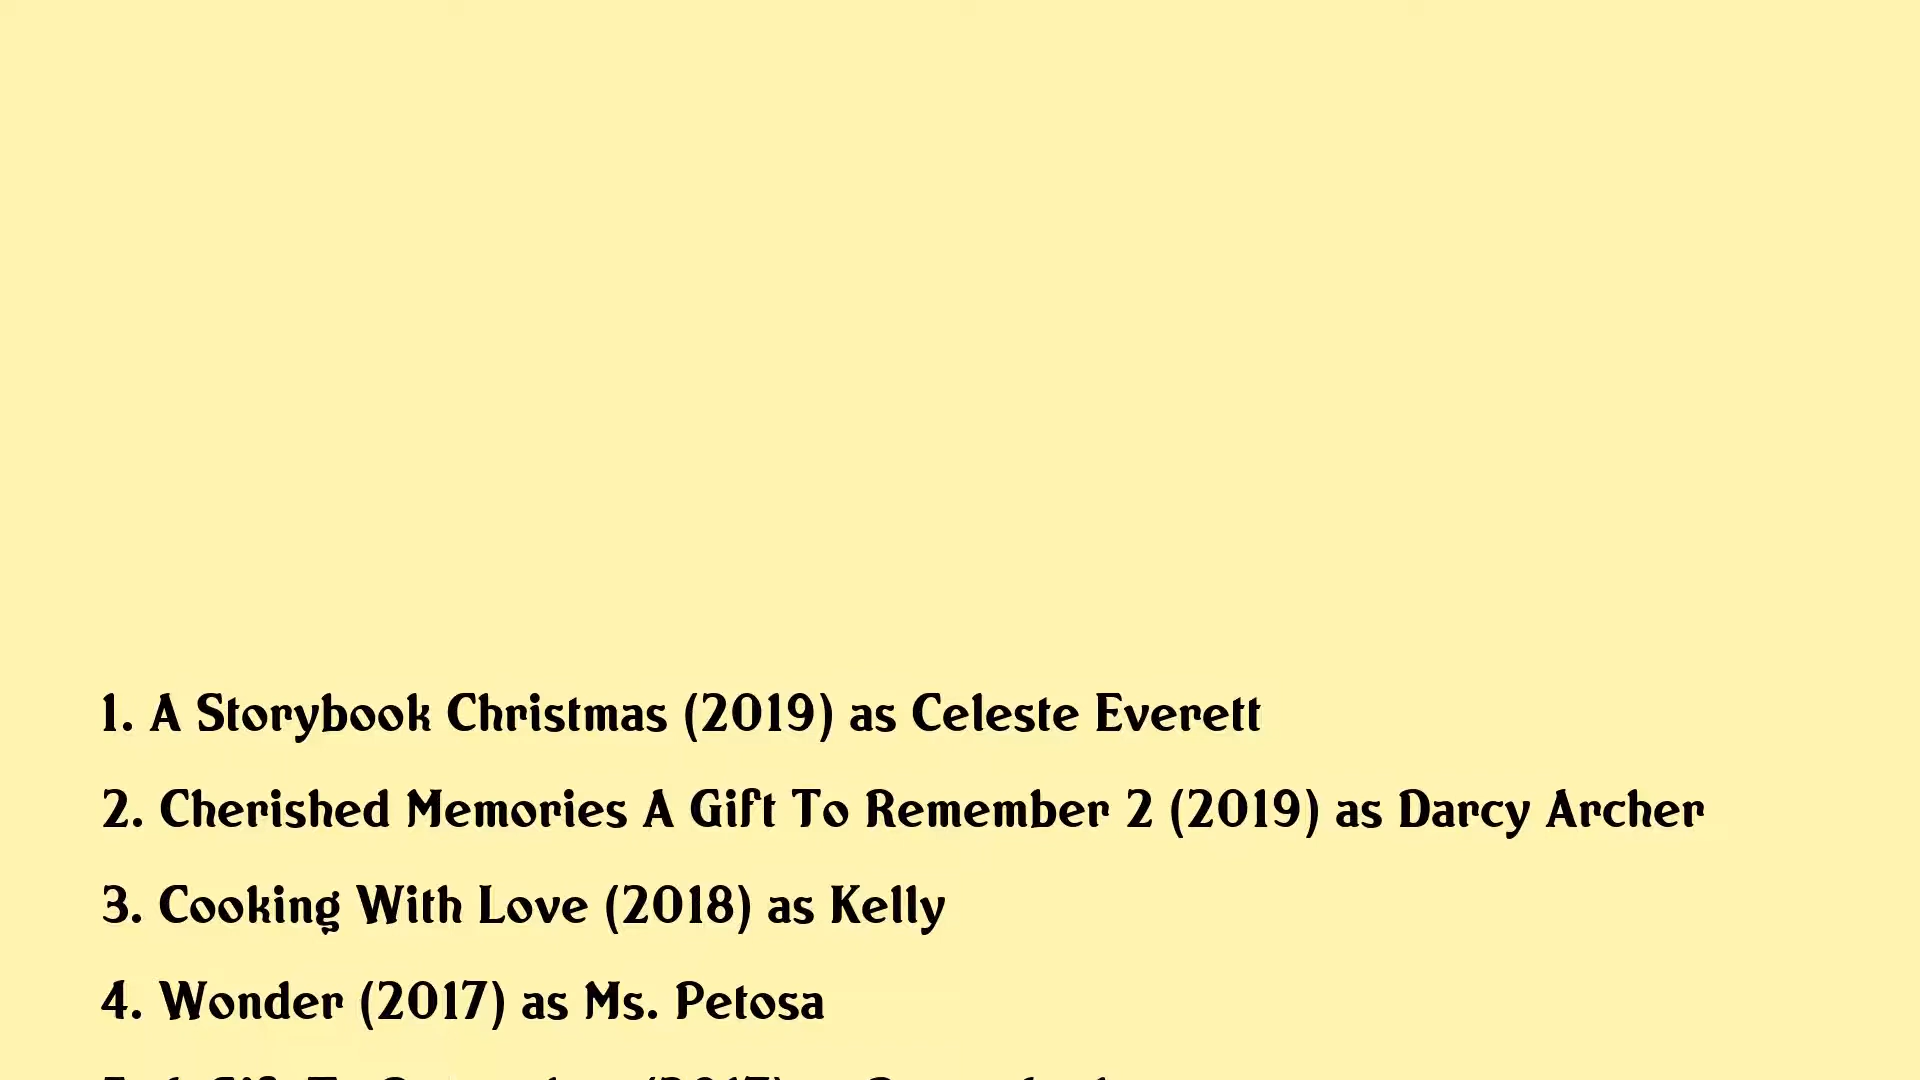 1. A Storybook Christmas (2019) as Celeste Everett
2. Cherished Memories A Gift To Remember 2 (2019) as Darcy Archer
3. Cooking With Love (2018) as Kelly
4. Wonder (2017) as Ms. Petosa